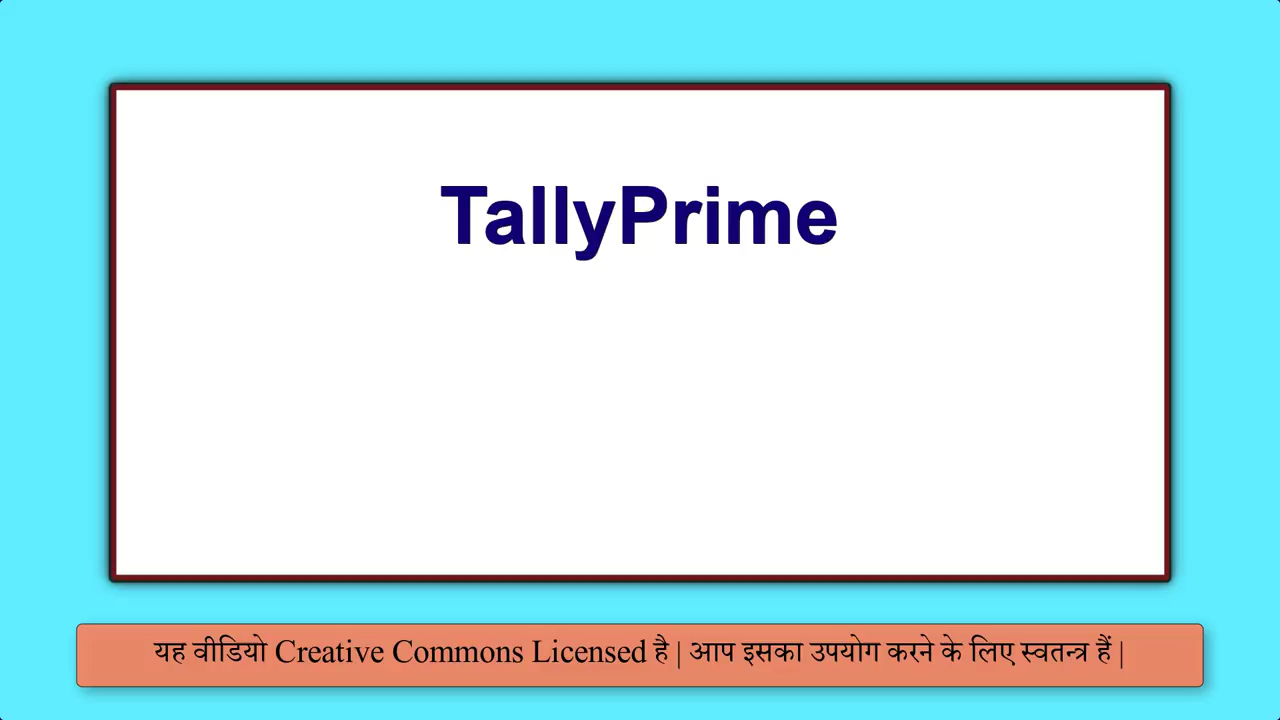 TallyPrime
यह वीडियो Creative Commons Licensed है | आप इसका उपयोग करने के लिए स्वतन्त्र हैं |